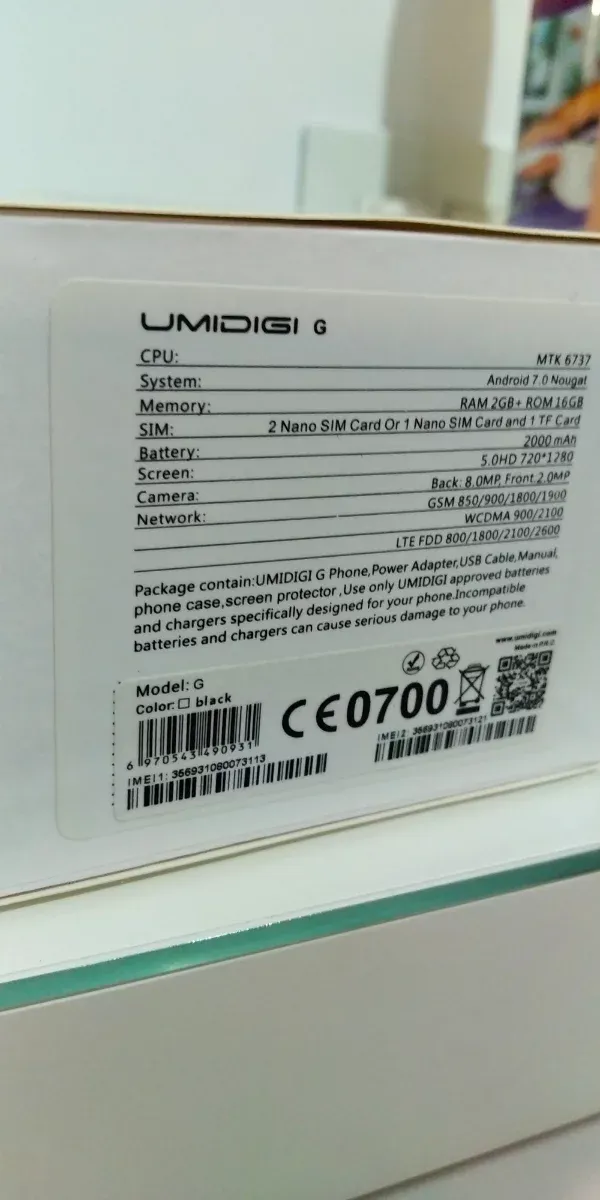 UMIDIGI G
CPU: MTK 6737
System: Android 7.0 Nougat
Memory: RAM 2GB+ ROM 16GB
SIM: 2 Nano SIM Card Or 1 Nano SIM Card and 1 TF Card
Battery: 2000 mAh
Screen: 5.0HD 720*1280
Camera: Back: 8.0MP, Front 2.0MP
Network: GSM 850/900/1800/1900
WCDMA 900/2100
LTE FDD 800/1800/2100/2600
Package contain:UMIDIGI G Phone,Power Adapter,USB Cable,Manual,
phone case,screen protector ,Use only UMIDIGI approved batteries
and chargers specifically designed for your phone.Incompatible
batteries and chargers can cause serious damage to your phone.
www.umidigi.com
Made in P.R.C
Model: G
Color: □ black
CE0700
6 970543 490931
IMEI1: 356931080073113
IMEI2: 356931080073121